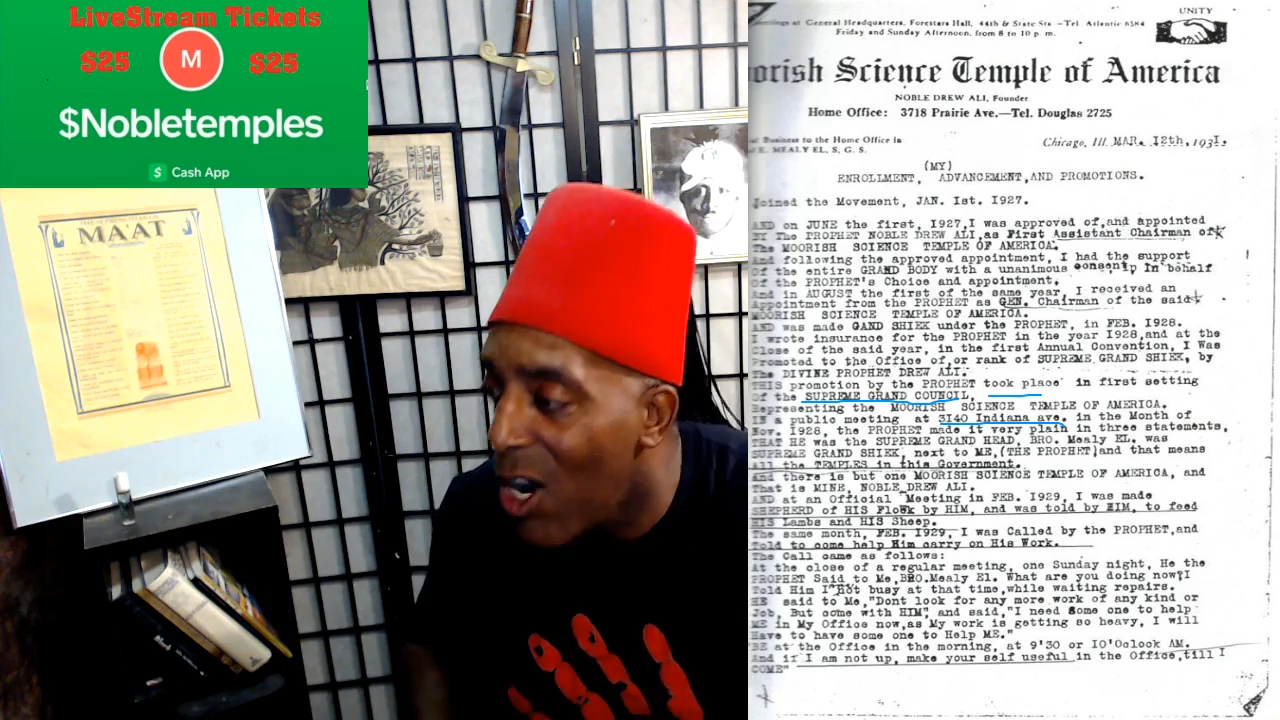 LiveStream Tickets
$25 M $25
$Nobletemples
$ Cash App
MA'AT
UNITY
at General Headquarters, Foresters Hall, 44th & State Sts —Tel. Atlantic 6584
Friday and Sunday Afternoon, from 8 to 10 p. m.
orish Science Temple of America
NOBLE DREW ALI, Founder
Home Office: 3718 Prairie Ave.—Tel. Douglas 2725
Business to the Home Office in
MEALY EL, S. G. S.
Chicago, Ill. MAR. 12th, 1931.
(MY)
ENROLLMENT, ADVANCEMENT,AND PROMOTIONS.
Joined the Movement, JAN. Ist. 1927.
AND on JUNE the first, I927,I was approved of,and appointed
BY The PROPHET NOBLE DREW ALI,as First Assistant Chairman of
The MOORISH SCIENCE TEMPLE OF AMERICA.
And following the approved appointment, I had the support
Of the entire GRAND BODY with a unanimous in behalf
Of the PROPHET's Choice and appointment.
And in AUGUST the first of the same year, I received an
Appointment from the PROPHET as GEN. Chairman of the said
MOORISH SCIENCE TEMPLE OF AMERICA.
AND was made GAND SHIEK under the PROPHET, in FEB. I928.
I wrote insurance for the PROPHET in the year I928,and at the
Close of the said year, in the first Annual Convention, I Was
Promoted to the Office of,or rank of SUPREME GRAND SHIEK, by
The DIVINE PROPHET DREW ALI.
THIS promotion by the PROPHET took place in first setting
Of the SUPREME GRAND COUNCIL,
Representing the MOORISH SCIENCE TEMPLE OF AMERICA.
In a public meeting at 3I40 Indiana ave. in the Month of
Nov. I928, the PROPHET made it very plain in three statements,
THAT HE was the SUPREME GRAND HEAD, BRO. Mealy EL. was
SUPREME GRAND SHIEK, next to ME,(THE PROPHET)and that means
All the TEMPLES in this Government.
And there is but one MOORISH SCIENCE TEMPLE OF AMERICA, and
That is MINE, NOBLE DREW ALI.
AND at an Official Meeting in FEB. I929, I was made
SHEPHERD of HIS Flock by HIM, and was told by HIM, to feed
HIS Lambs and HIS Sheep.
The same month, FEB. I929, I was Called by the PROPHET,and
Told to come help Him carry on His Work.
The Call came as follows:
At the close of a regular meeting, one Sunday night, He the
PROPHET Said to Me,BRO.Mealy El. What are you doing now?I
Told Him I not busy at that time,while waiting repairs.
HE said to Me,"Dont look for any more work of any kind or
Job, But come with HIM", and said,"I need Some one to help
ME in My Office now,as My work is getting so heavy, I will
Have to have some one to Help ME."
BE at the Office in the morning, at 9'30 or IO'Oclock AM.
And if I am not up, make your self useful in the Office,till I
COME"